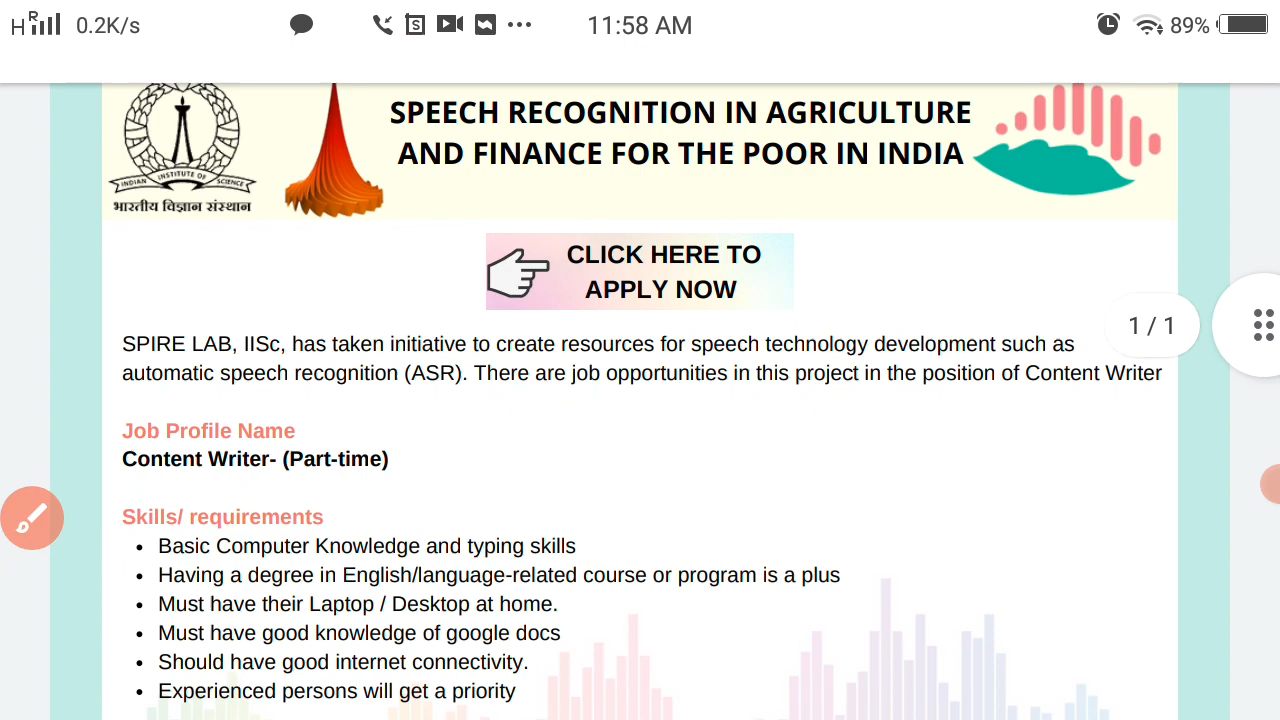 H R 0.2K/s S 11:58 AM 89%
SPEECH RECOGNITION IN AGRICULTURE
AND FINANCE FOR THE POOR IN INDIA
INDIAN INSTITUTE OF SCIENCE
भारतीय विज्ञान संस्थान
CLICK HERE TO
APPLY NOW
1 / 1
SPIRE LAB, IISc, has taken initiative to create resources for speech technology development such as
automatic speech recognition (ASR). There are job opportunities in this project in the position of Content Writer
Job Profile Name
Content Writer- (Part-time)
Skills/ requirements
• Basic Computer Knowledge and typing skills
• Having a degree in English/language-related course or program is a plus
• Must have their Laptop / Desktop at home.
• Must have good knowledge of google docs
• Should have good internet connectivity.
• Experienced persons will get a priority